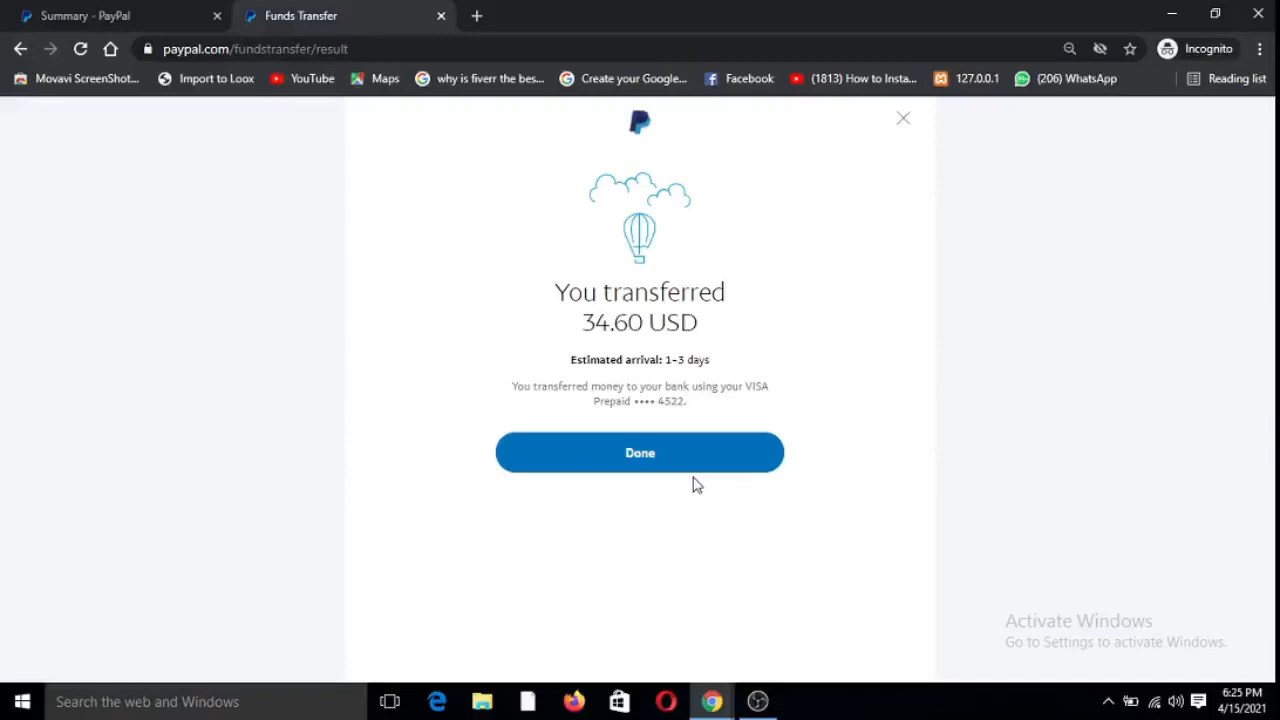 Summary - PayPal
Funds Transfer
paypal.com/fundstransfer/result
Incognito
Movavi ScreenShot...
Import to Loox
YouTube
Maps
why is fiverr the bes...
Create your Google...
Facebook
(1813) How to Insta...
127.0.0.1
(206) WhatsApp
Reading list
You transferred
34.60 USD
Estimated arrival: 1-3 days
You transferred money to your bank using your VISA
Prepaid •••• 4522.
Done
Activate Windows
Go to Settings to activate Windows.
Search the web and Windows
6:25 PM
4/15/2021